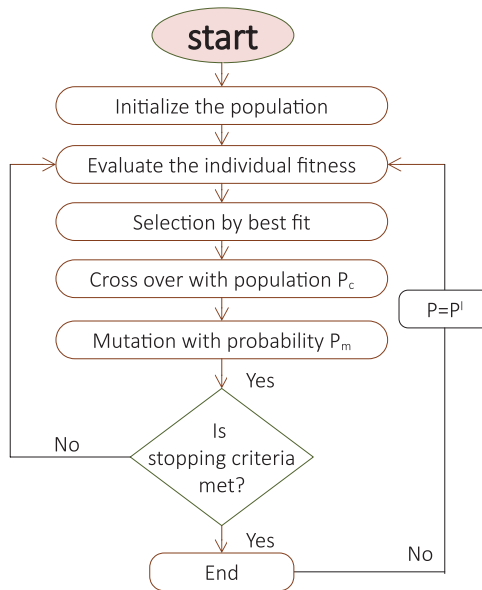 start
Initialize the population
Evaluate the individual fitness
Selection by best fit
Cross over with population Pc
P=Pᴵ
Mutation with probability Pm
Yes
Is
stopping criteria
met?
No
Yes
No
End